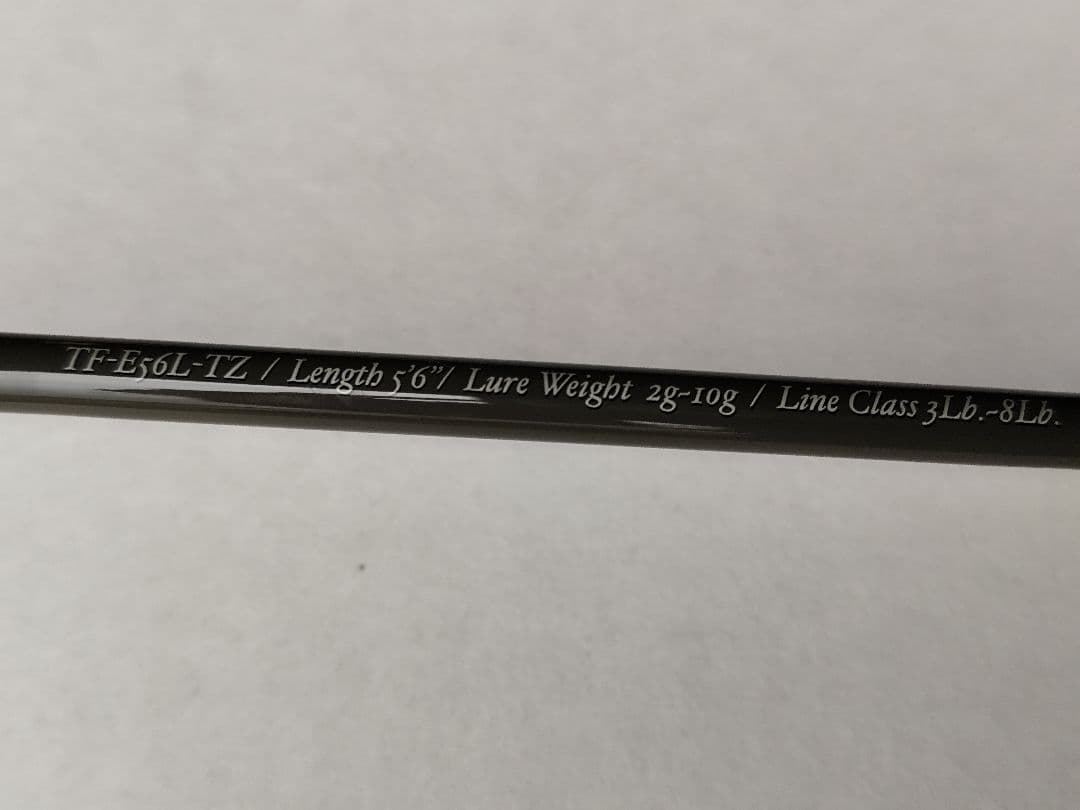 TF-E56L-TZ / Length 5'6"/ Lure Weight 2g-10g / Line Class 3Lb.-8Lb.